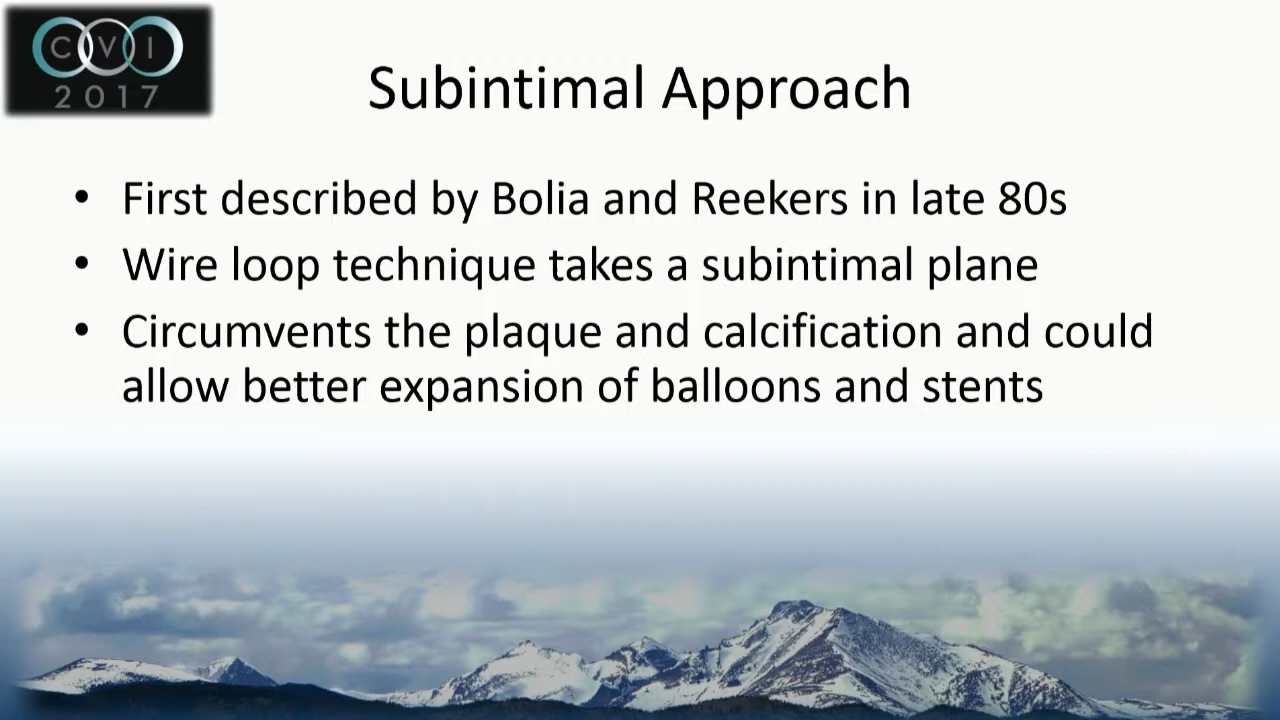 CVI
2017
Subintimal Approach
• First described by Bolia and Reekers in late 80s
• Wire loop technique takes a subintimal plane
• Circumvents the plaque and calcification and could
allow better expansion of balloons and stents